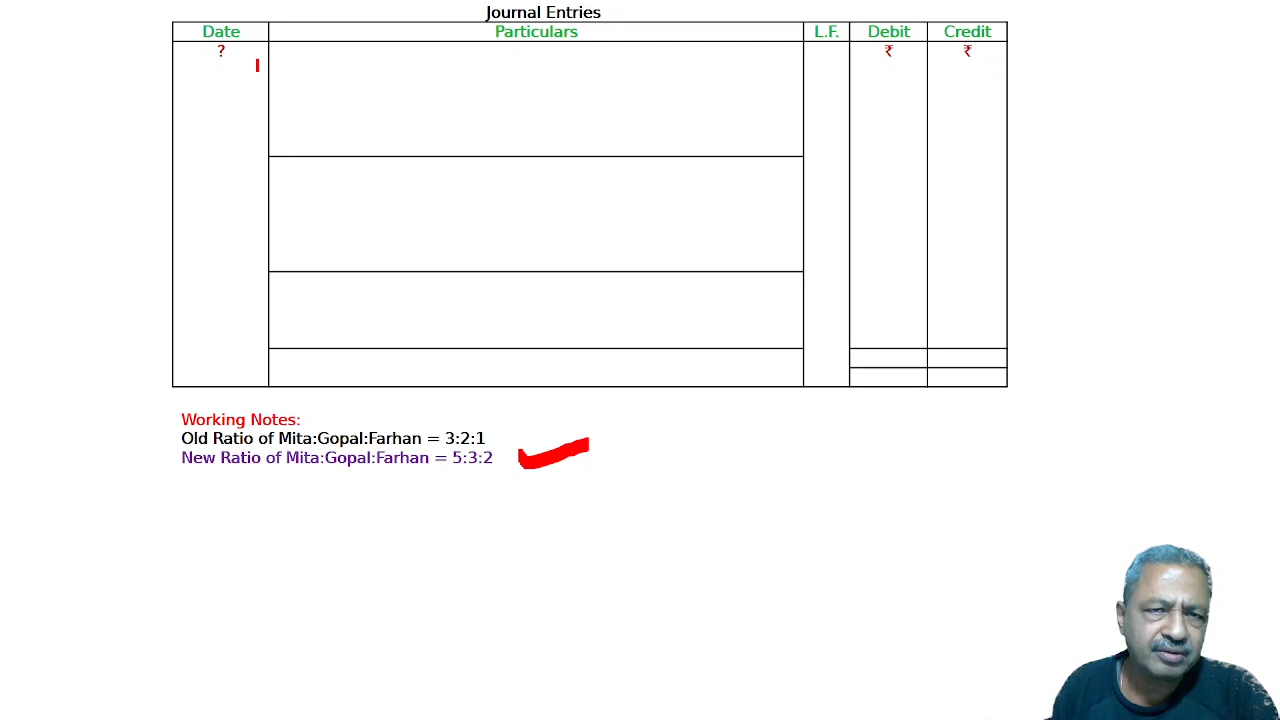 Journal Entries
Date Particulars L.F. Debit Credit
? ₹ ₹
Working Notes:
Old Ratio of Mita:Gopal:Farhan = 3:2:1
New Ratio of Mita:Gopal:Farhan = 5:3:2